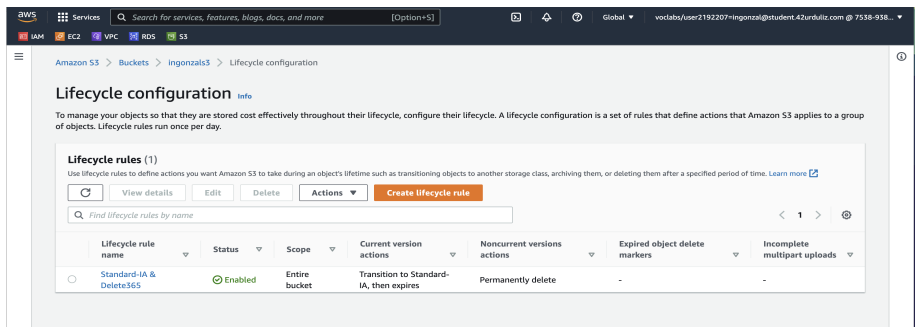 aws
Services
Search for services, features, blogs, docs, and more
[Option+S]
Global ▼
voclabs/user2192207=ingonzal@student.42urduliz.com @ 7538-938... ▼
IAM
EC2
VPC
RDS
S3
Amazon S3 > Buckets > ingonzals3 > Lifecycle configuration
Lifecycle configuration Info
To manage your objects so that they are stored cost effectively throughout their lifecycle, configure their lifecycle. A lifecycle configuration is a set of rules that define actions that Amazon S3 applies to a group
of objects. Lifecycle rules run once per day.
Lifecycle rules (1)
Use lifecycle rules to define actions you want Amazon S3 to take during an object's lifetime such as transitioning objects to another storage class, archiving them, or deleting them after a specified period of time. Learn more
View details
Edit
Delete
Actions ▼
Create lifecycle rule
Find lifecycle rules by name
< 1 >
Lifecycle rule
name
Status
Scope
Current version
actions
Noncurrent versions
actions
Expired object delete
markers
Incomplete
multipart uploads
Standard-IA &
Delete365
Enabled
Entire
bucket
Transition to Standard-
IA, then expires
Permanently delete
-
-